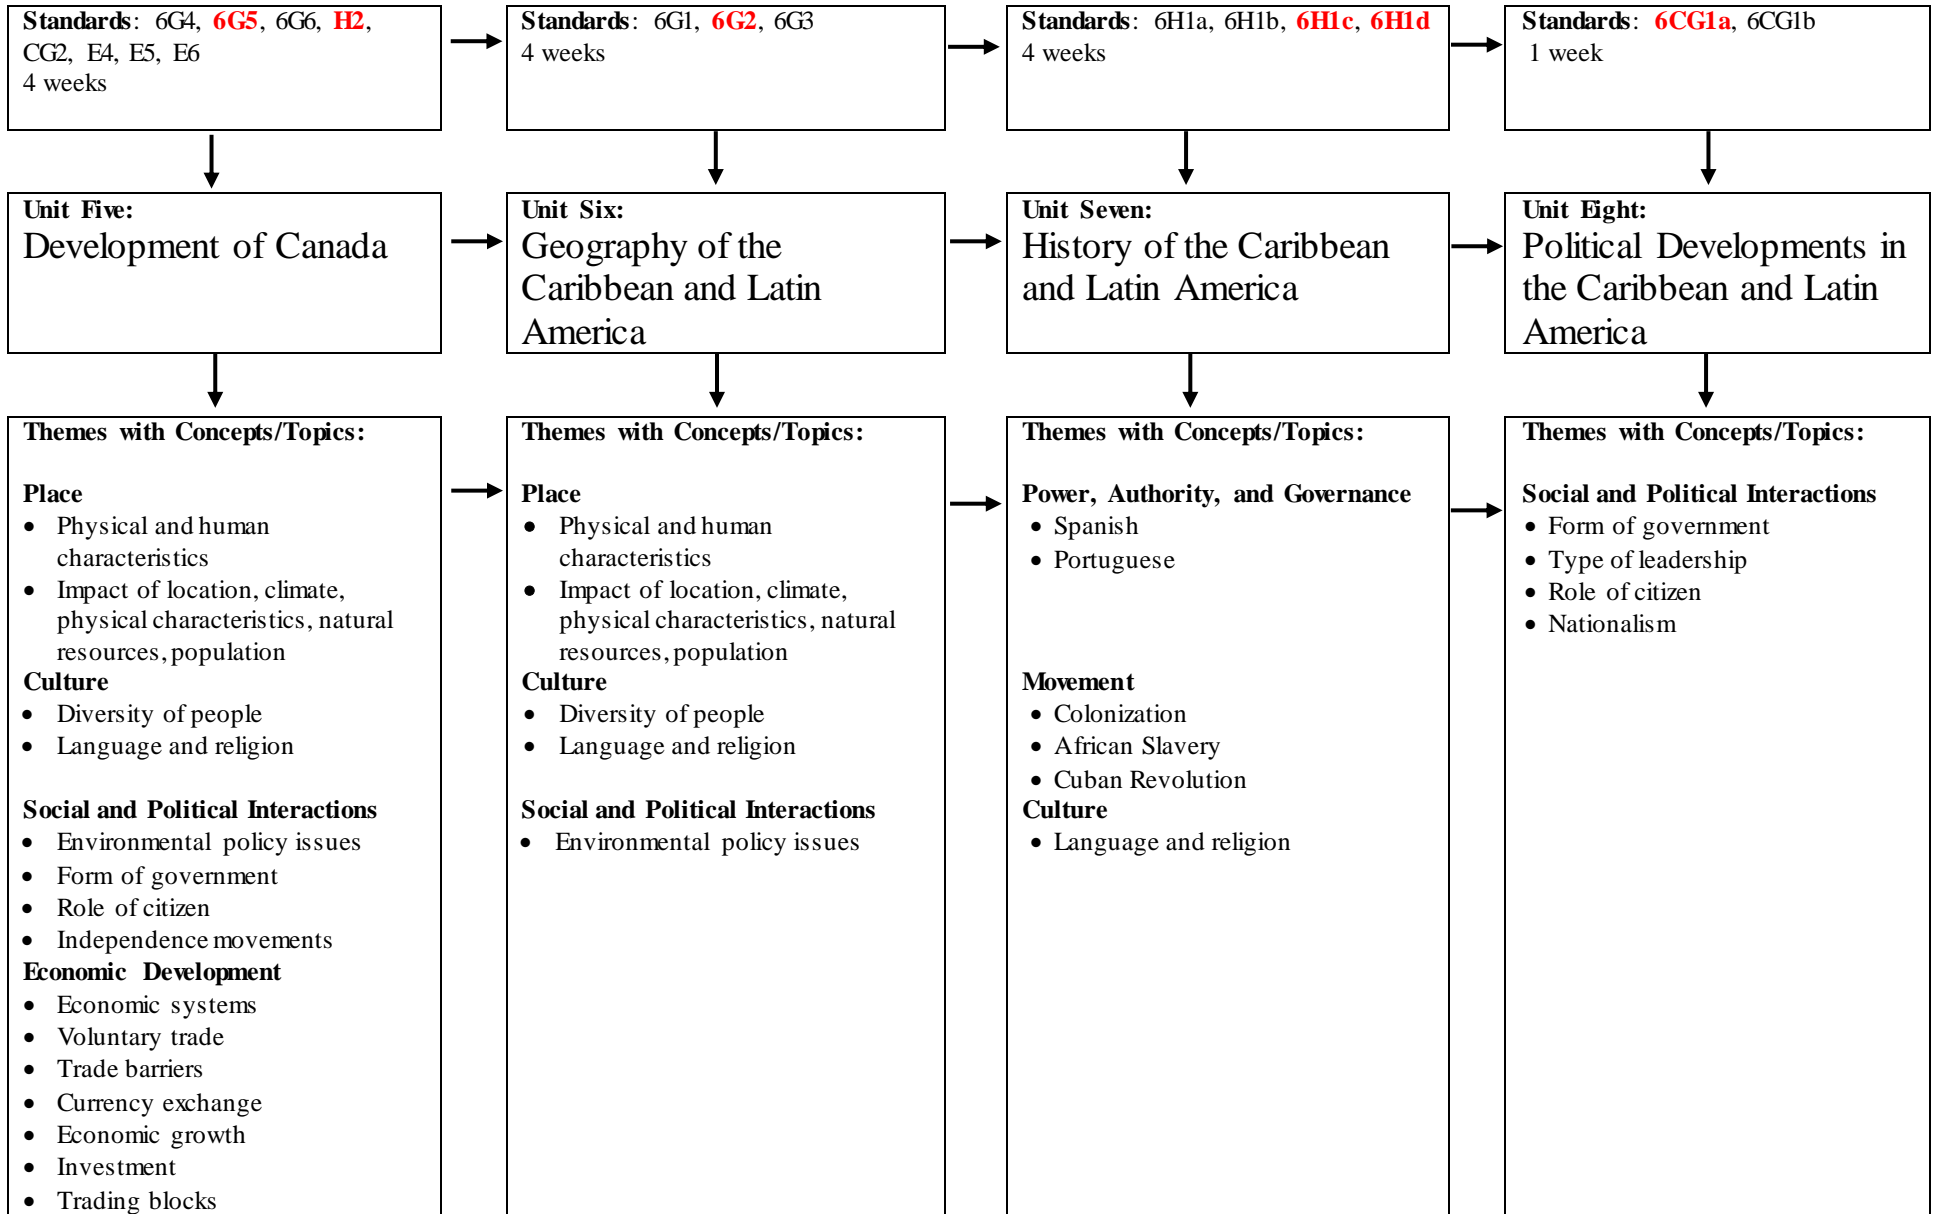 Standards: 6G4, 6G5, 6G6, H2,
CG2, E4, E5, E6
4 weeks
Standards: 6G1, 6G2, 6G3
4 weeks
Standards: 6H1a, 6H1b, 6H1c, 6H1d
4 weeks
Standards: 6CG1a, 6CG1b
1 week
Unit Five:
Development of Canada
Unit Six:
Geography of the
Caribbean and Latin
America
Unit Seven:
History of the Caribbean
and Latin America
Unit Eight:
Political Developments in
the Caribbean and Latin
America
Themes with Concepts/Topics:
Place
• Physical and human
characteristics
• Impact of location, climate,
physical characteristics, natural
resources, population
Culture
• Diversity of people
• Language and religion
Social and Political Interactions
• Environmental policy issues
• Form of government
• Role of citizen
• Independence movements
Economic Development
• Economic systems
• Voluntary trade
• Trade barriers
• Currency exchange
• Economic growth
• Investment
• Trading blocks
Themes with Concepts/Topics:
Place
• Physical and human
characteristics
• Impact of location, climate,
physical characteristics, natural
resources, population
Culture
• Diversity of people
• Language and religion
Social and Political Interactions
• Environmental policy issues
Themes with Concepts/Topics:
Power, Authority, and Governance
• Spanish
• Portuguese
Movement
• Colonization
• African Slavery
• Cuban Revolution
Culture
• Language and religion
Themes with Concepts/Topics:
Social and Political Interactions
• Form of government
• Type of leadership
• Role of citizen
• Nationalism